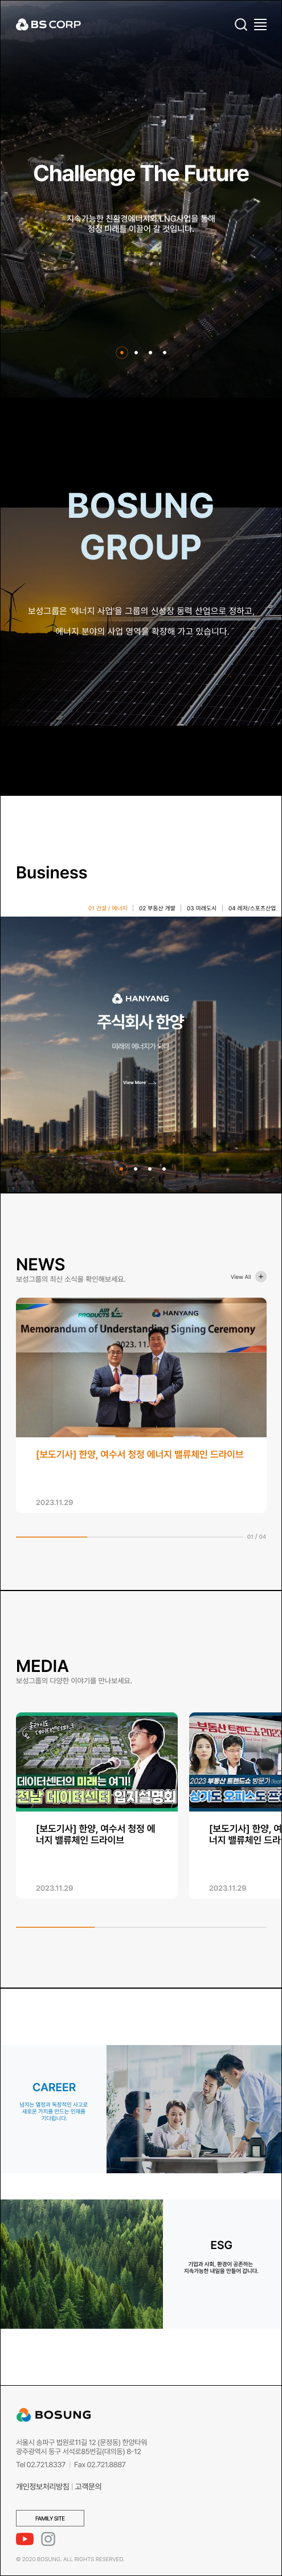 BS CORP
Challenge The Future
지속가능한 친환경에너지와 LNG사업을 통해
청정 미래를 이끌어 갈 것입니다.
BOSUNG
GROUP
보성그룹은 '에너지 사업'을 그룹의 신성장 동력 산업으로 정하고,
에너지 분야의 사업 영역을 확장해 가고 있습니다.
Business
01 건설 / 에너지 | 02 부동산 개발 | 03 미래도시 | 04 레저/스포츠산업
HANYANG
주식회사 한양
미래의 에너지가 되다
View More
NEWS
보성그룹의 최신 소식을 확인해보세요.
View All
AIR PRODUCTS
HANYANG
Memorandum of Understanding Signing Ceremony
2023. 11.
[보도기사] 한양, 여수서 청정 에너지 밸류체인 드라이브
2023.11.29
01 / 04
MEDIA
보성그룹의 다양한 이야기를 만나보세요.
데이터센터의 미래는 여기!
전남 데이터센터 입지설명회
부동산 트렌드쇼 2023
2023 부동산 트렌드쇼 방문기
[보도기사] 한양, 여수서 청정 에
너지 밸류체인 드라이브
2023.11.29
[보도기사] 한양, 여
너지 밸류체인 드라
2023.11.29
CAREER
남다는 열정과 독창적인 사고로
새로운 가치를 만드는 인재를
기다립니다.
ESG
기업과 사회, 환경이 공존하는
지속가능한 내일을 만들어 갑니다.
BOSUNG
서울시 송파구 법원로11길 12 (문정동) 한양타워
광주광역시 동구 서석로85번길(대의동) 8-12
Tel 02.721.8337 | Fax 02.721.8887
개인정보처리방침 | 고객문의
FAMILY SITE
© 2020 BOSUNG. ALL RIGHTS RESERVED.